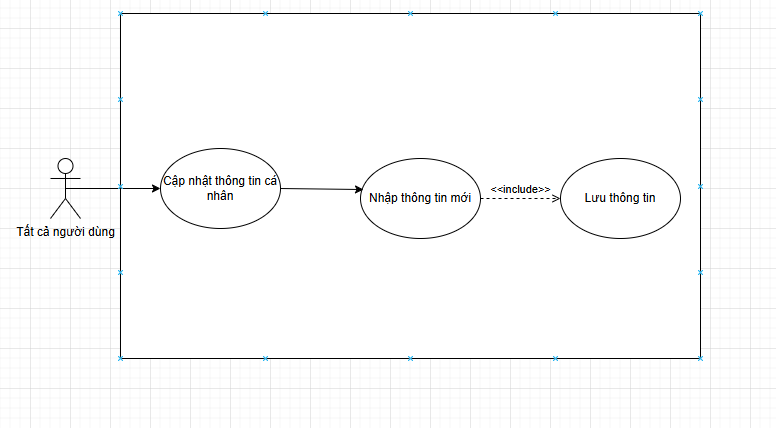 Cập nhật thông tin cá
nhân
Nhập thông tin mới
<<include>>
Lưu thông tin
Tất cả người dùng